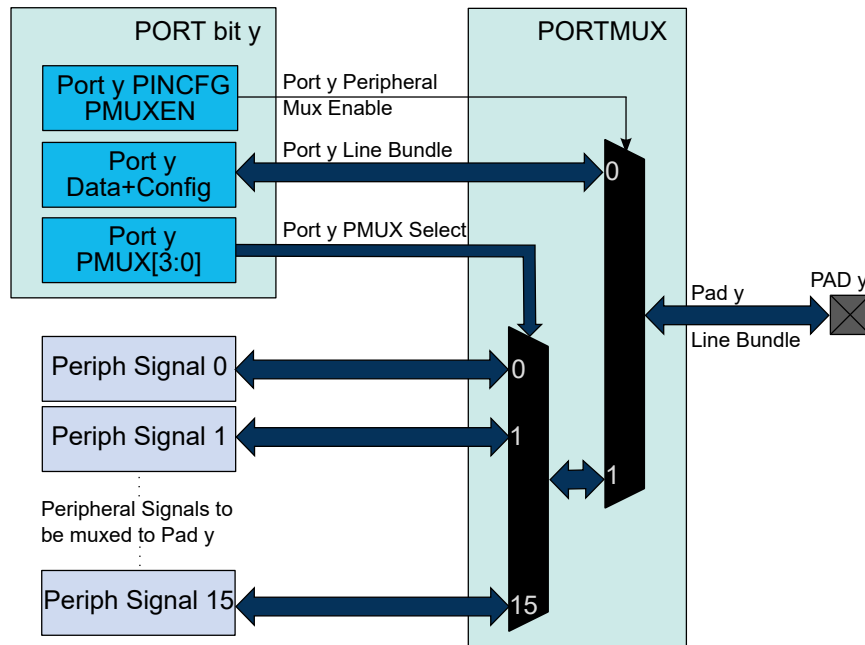 PORT bit y
PORTMUX
Port y PINCFG
PMUXEN
Port y Peripheral
Mux Enable
Port y
Data+Config
Port y Line Bundle
0
Port y
PMUX[3:0]
Port y PMUX Select
Pad y
Line Bundle
PAD y
Periph Signal 0
0
Periph Signal 1
1
1
Peripheral Signals to
be muxed to Pad y
Periph Signal 15
15